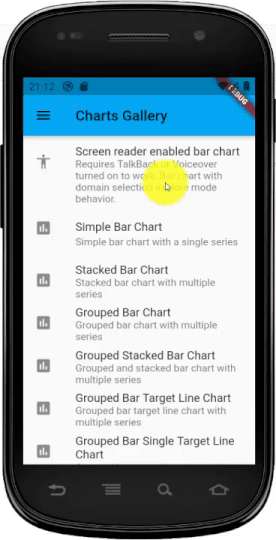 21:12
DEBUG
Charts Gallery
Screen reader enabled bar chart
Requires TalkBack or Voiceover
turned on to work. Bar chart with
domain selection explore mode
behavior.
Simple Bar Chart
Simple bar chart with a single series
Stacked Bar Chart
Stacked bar chart with multiple
series
Grouped Bar Chart
Grouped bar chart with multiple
series
Grouped Stacked Bar Chart
Grouped and stacked bar chart with
multiple series
Grouped Bar Target Line Chart
Grouped bar target line chart with
multiple series
Grouped Bar Single Target Line
Chart